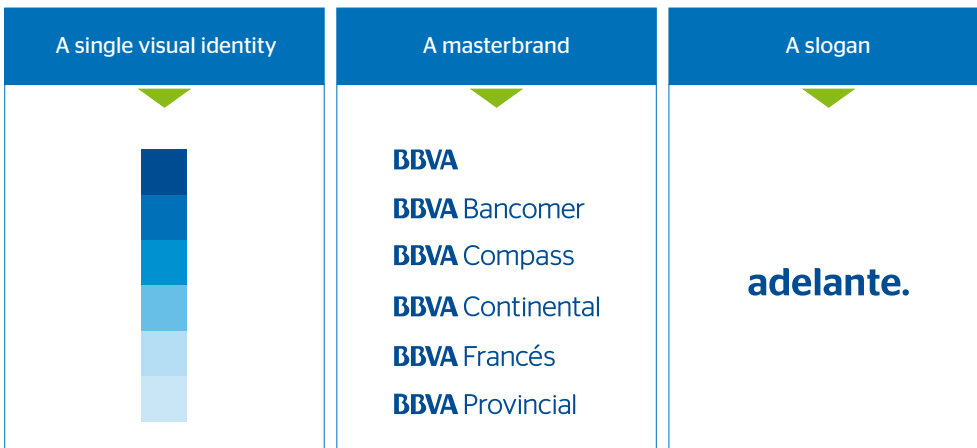 A single visual identity
A masterbrand
A slogan
BBVA
BBVA Bancomer
BBVA Compass
BBVA Continental
BBVA Francés
BBVA Provincial
adelante.